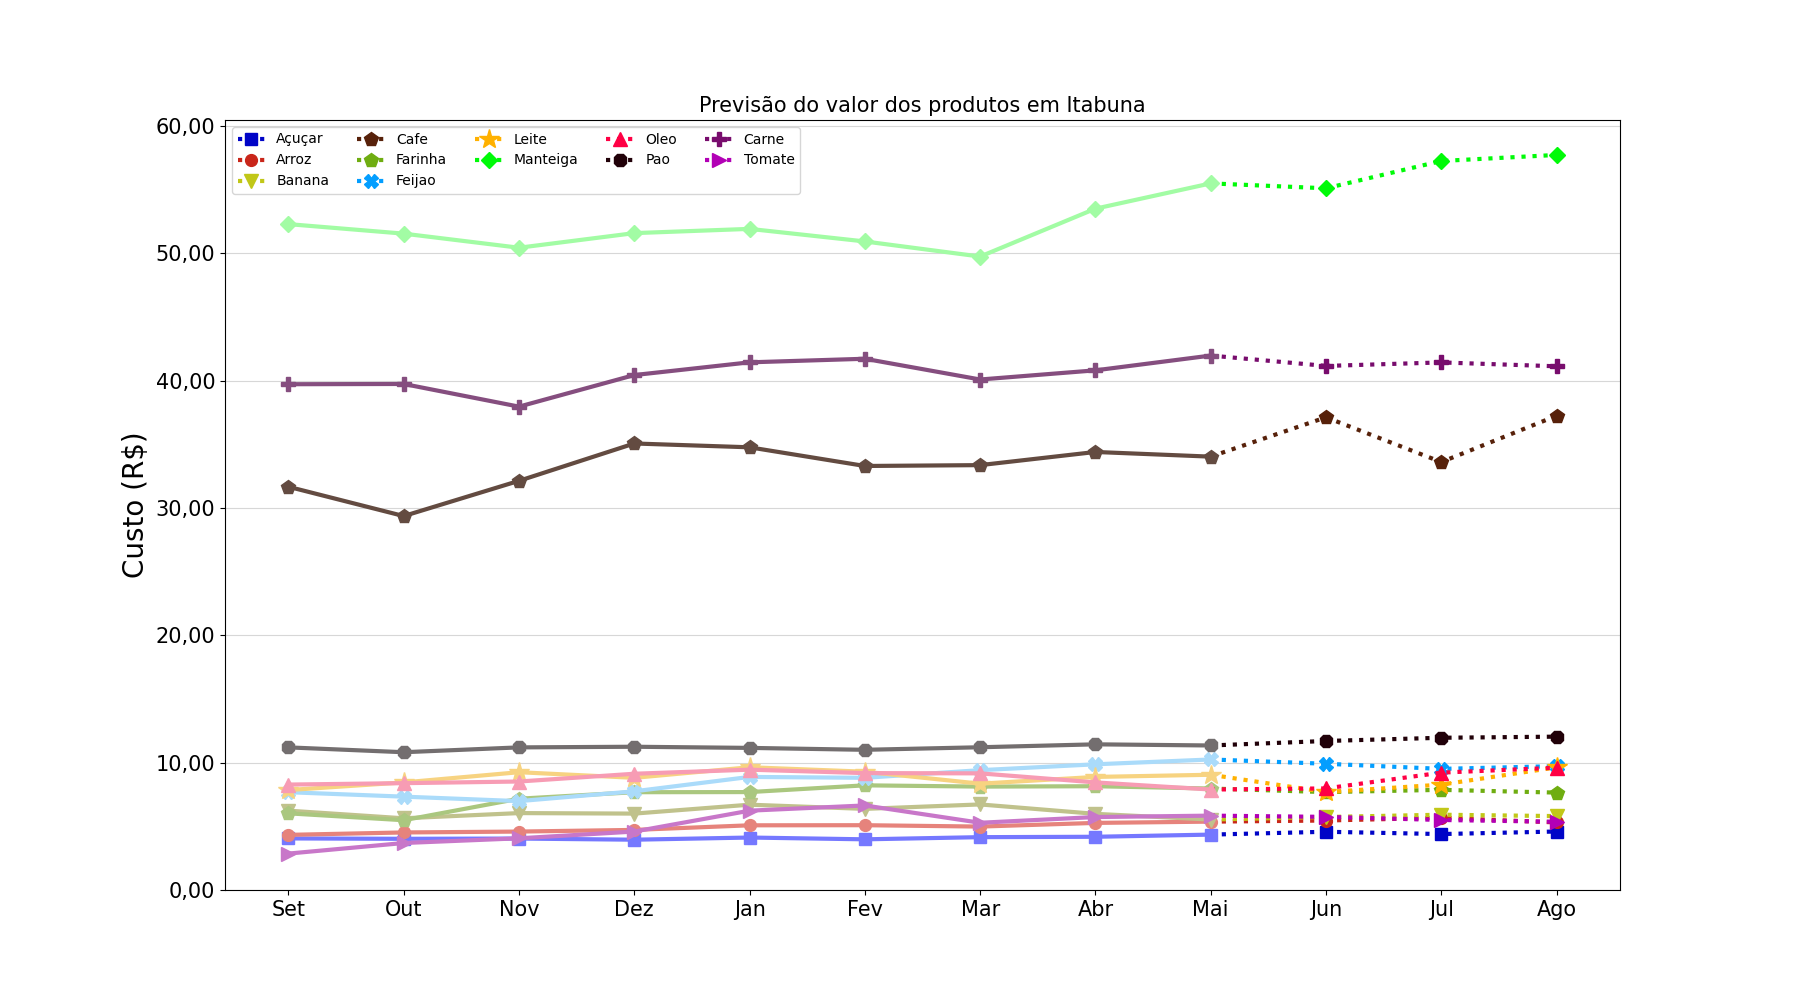 Previsão do valor dos produtos em Itabuna
Custo (R$)
60,00
50,00
40,00
30,00
20,00
10,00
0,00
Açuçar
Arroz
Banana
Cafe
Farinha
Feijao
Leite
Manteiga
Oleo
Pao
Carne
Tomate
Set Out Nov Dez Jan Fev Mar Abr Mai Jun Jul Ago